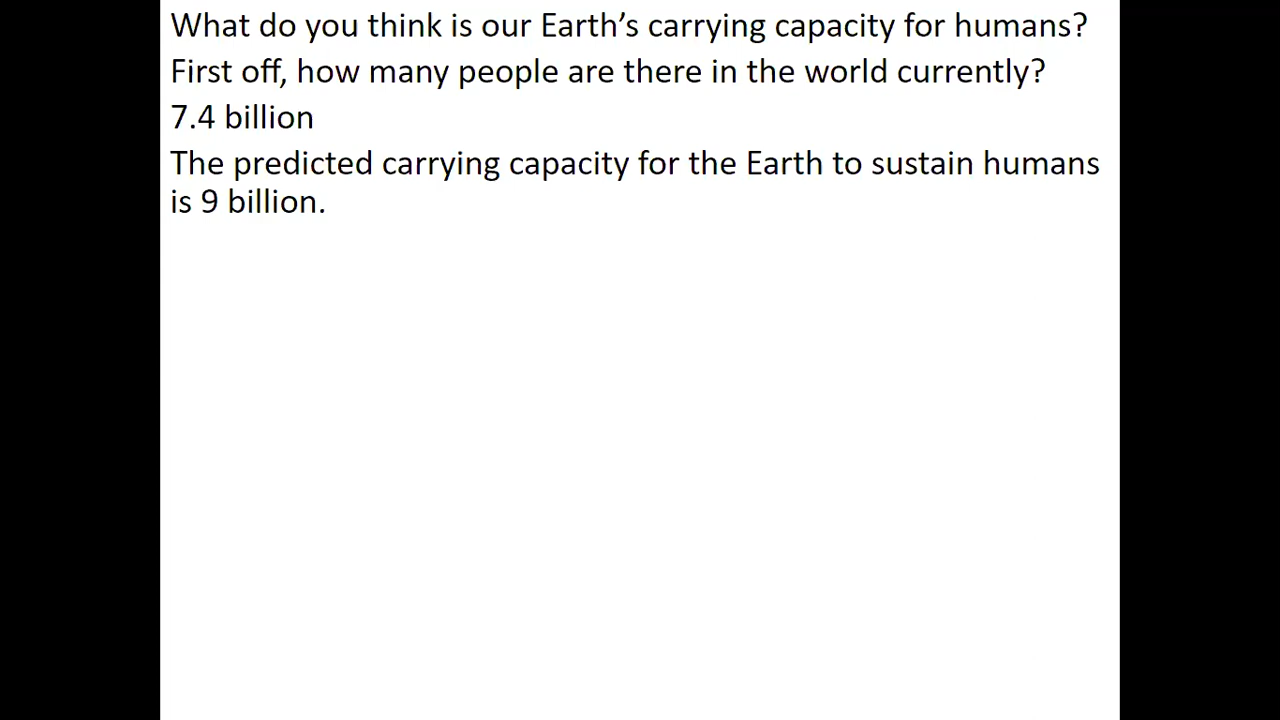 What do you think is our Earth’s carrying capacity for humans?
First off, how many people are there in the world currently?
7.4 billion
The predicted carrying capacity for the Earth to sustain humans
is 9 billion.